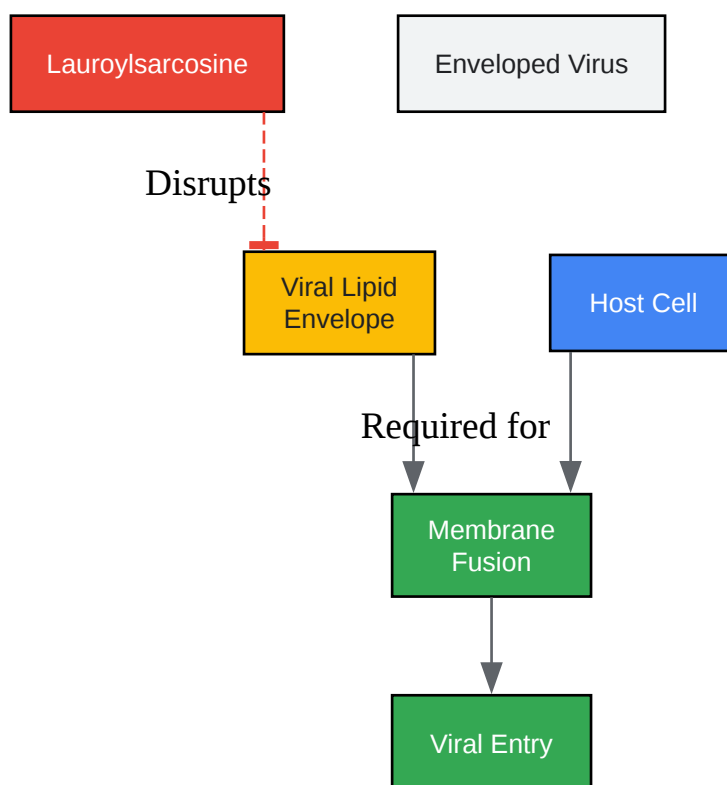 Lauroylsarcosine
Enveloped Virus
Disrupts
Viral Lipid
Envelope
Host Cell
Required for
Membrane
Fusion
Viral Entry